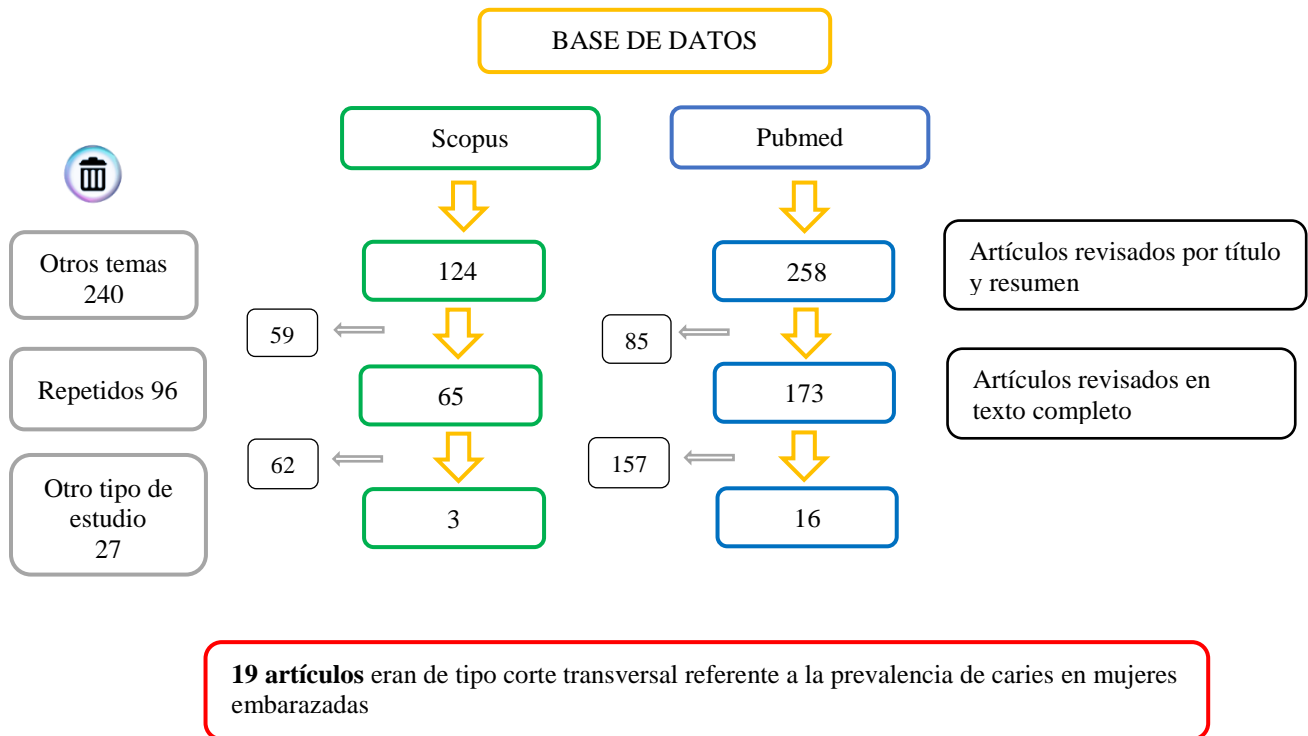 BASE DE DATOS
Scopus
Pubmed
Otros temas
240
124
258
Artículos revisados por título
y resumen
59
85
Repetidos 96
65
173
Artículos revisados en
texto completo
62
157
Otro tipo de
estudio
27
3
16
19 artículos eran de tipo corte transversal referente a la prevalencia de caries en mujeres
embarazadas